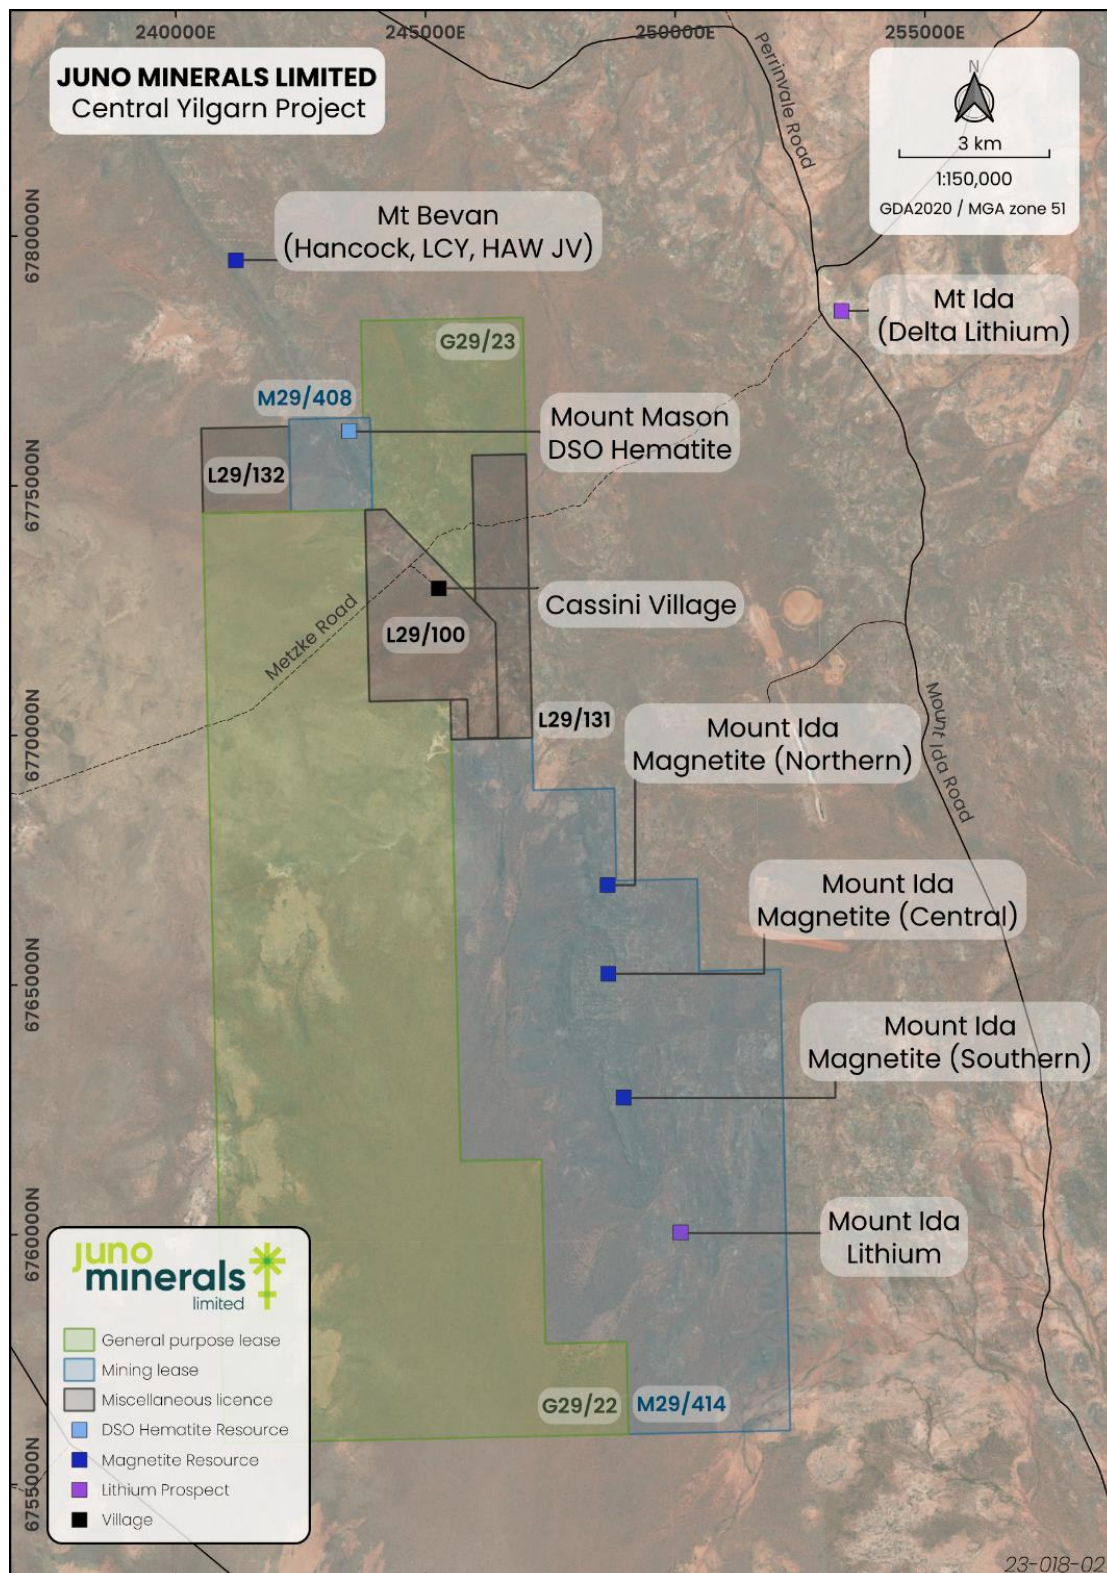 240000E
245000E
250000E
255000E
JUNO MINERALS LIMITED
Central Yilgarn Project
N
3 km
1:150,000
GDA2020 / MGA zone 51
Perrinvale Road
6780000N
Mt Bevan
(Hancock, LCY, HAW JV)
Mt Ida
(Delta Lithium)
G29/23
M29/408
Mount Mason
DSO Hematite
L29/132
6775000N
Cassini Village
Metzke Road
L29/100
L29/131
6770000N
Mount Ida
Magnetite (Northern)
Mount Ida Road
Mount Ida
Magnetite (Central)
6765000N
Mount Ida
Magnetite (Southern)
6760000N
Mount Ida
Lithium
juno
minerals
limited
General purpose lease
Mining lease
Miscellaneous licence
DSO Hematite Resource
Magnetite Resource
Lithium Prospect
Village
G29/22
M29/414
6755000N
23-018-02